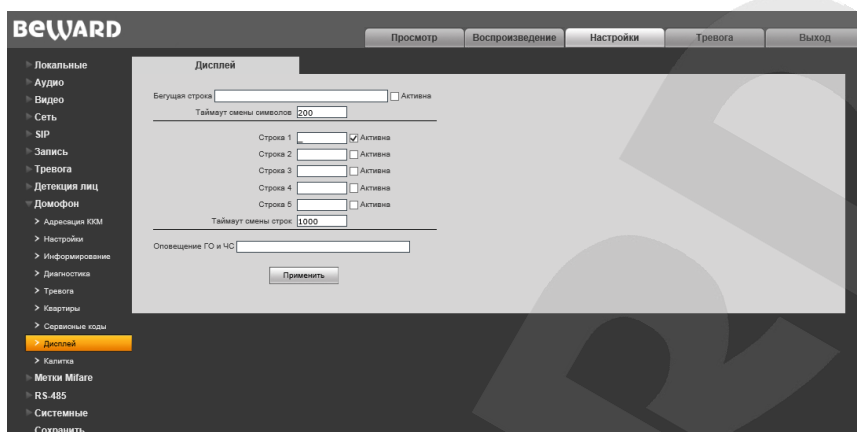 BEWARD
Просмотр Воспроизведение Настройки Тревога Выход
Локальные
Аудио
Видео
Сеть
SIP
Запись
Тревога
Детекция лиц
Домофон
Адресация ККМ
Настройки
Информирование
Диагностика
Тревога
Квартиры
Сервисные коды
Дисплей
Калитка
Метки Mifare
RS-485
Системные
Сохранить
Дисплей
Бегущая строка Активна
Таймаут смены символов 200
Строка 1 _ Активна
Строка 2 Активна
Строка 3 Активна
Строка 4 Активна
Строка 5 Активна
Таймаут смены строк 1000
Оповещение ГО и ЧС
Применить